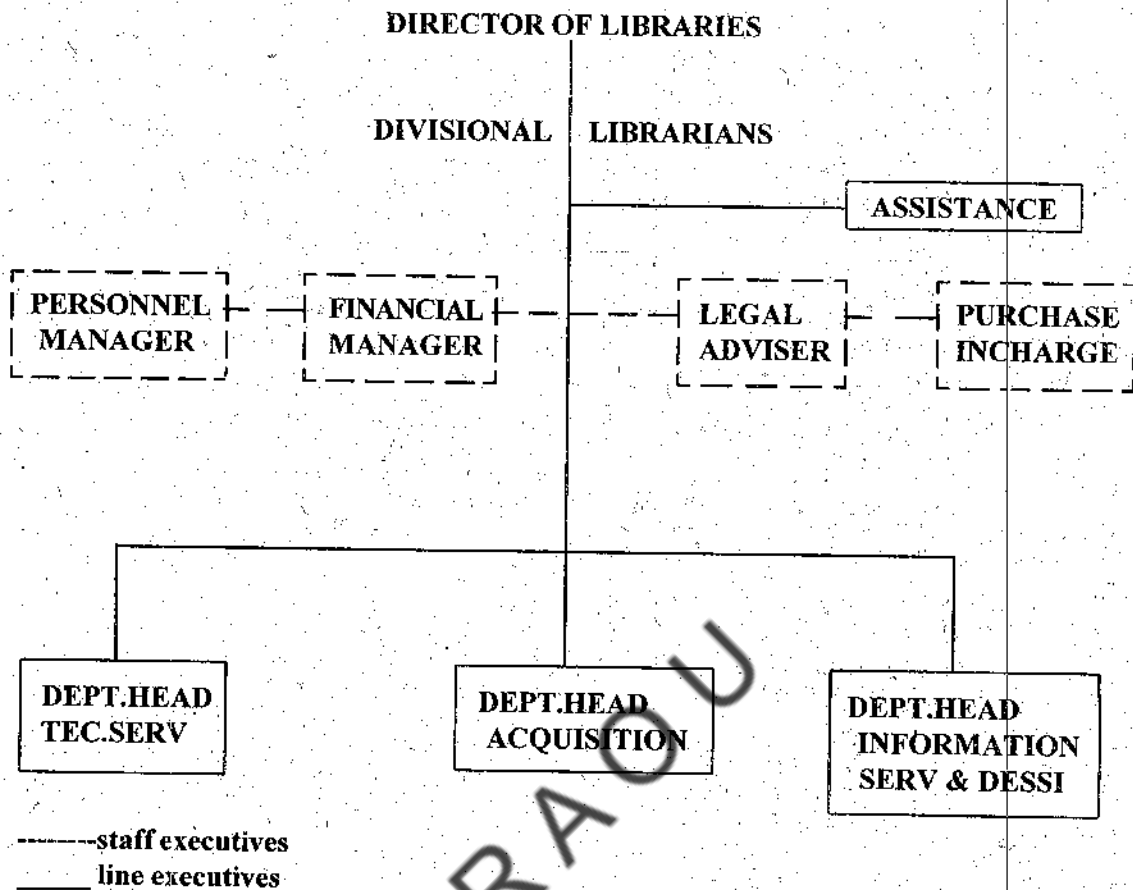 DIRECTOR OF LIBRARIES
DIVISIONAL LIBRARIANS
ASSISTANCE
PERSONNEL
MANAGER
FINANCIAL
MANAGER
LEGAL
ADVISER
PURCHASE
INCHARGE
DEPT.HEAD
TEC.SERV
DEPT.HEAD
ACQUISITION
DEPT.HEAD
INFORMATION
SERV & DESSI
-------staff executives
line executives
RAOU